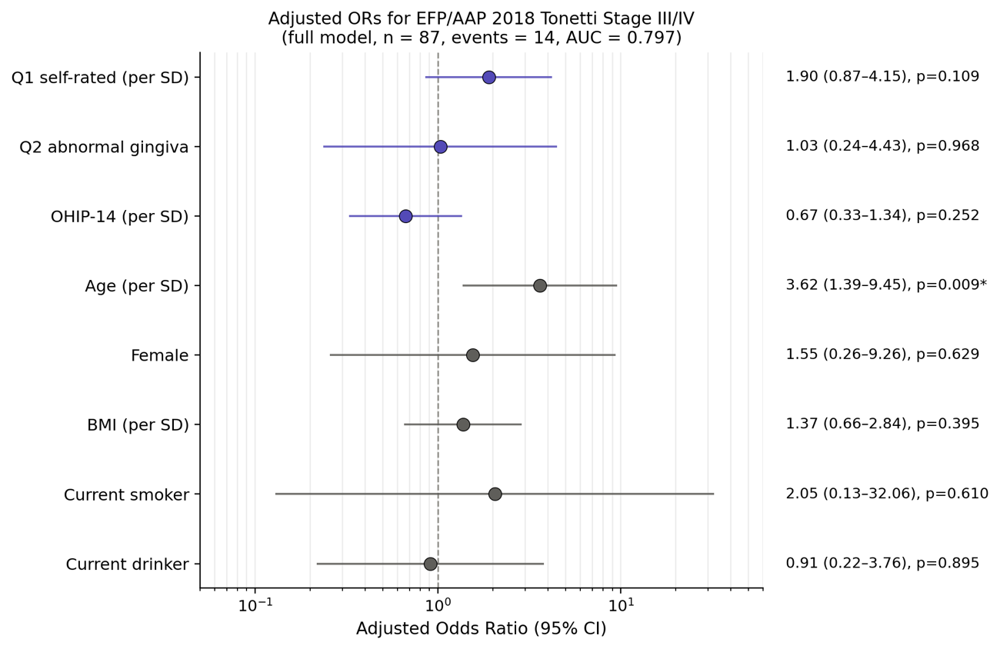 Adjusted ORs for EFP/AAP 2018 Tonetti Stage III/IV
(full model, n = 87, events = 14, AUC = 0.797)
Q1 self-rated (per SD) 1.90 (0.87–4.15), p=0.109
Q2 abnormal gingiva 1.03 (0.24–4.43), p=0.968
OHIP-14 (per SD) 0.67 (0.33–1.34), p=0.252
Age (per SD) 3.62 (1.39–9.45), p=0.009*
Female 1.55 (0.26–9.26), p=0.629
BMI (per SD) 1.37 (0.66–2.84), p=0.395
Current smoker 2.05 (0.13–32.06), p=0.610
Current drinker 0.91 (0.22–3.76), p=0.895
10⁻¹ 10⁰ 10¹
Adjusted Odds Ratio (95% CI)